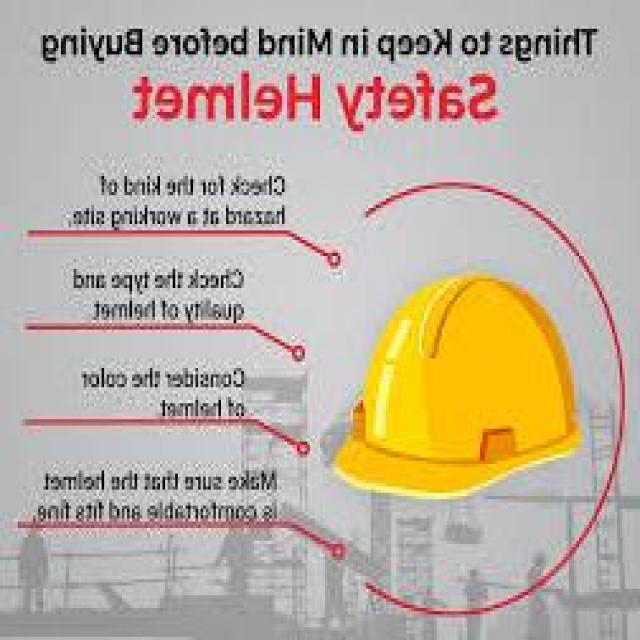 Things to Keep in Mind before Buying
Safety Helmet
Check for the kind of
hazard at a working site.
Check the type and
quality of helmet
Consider the color
of helmet
Make sure that the helmet
is comfortable and fits fine.